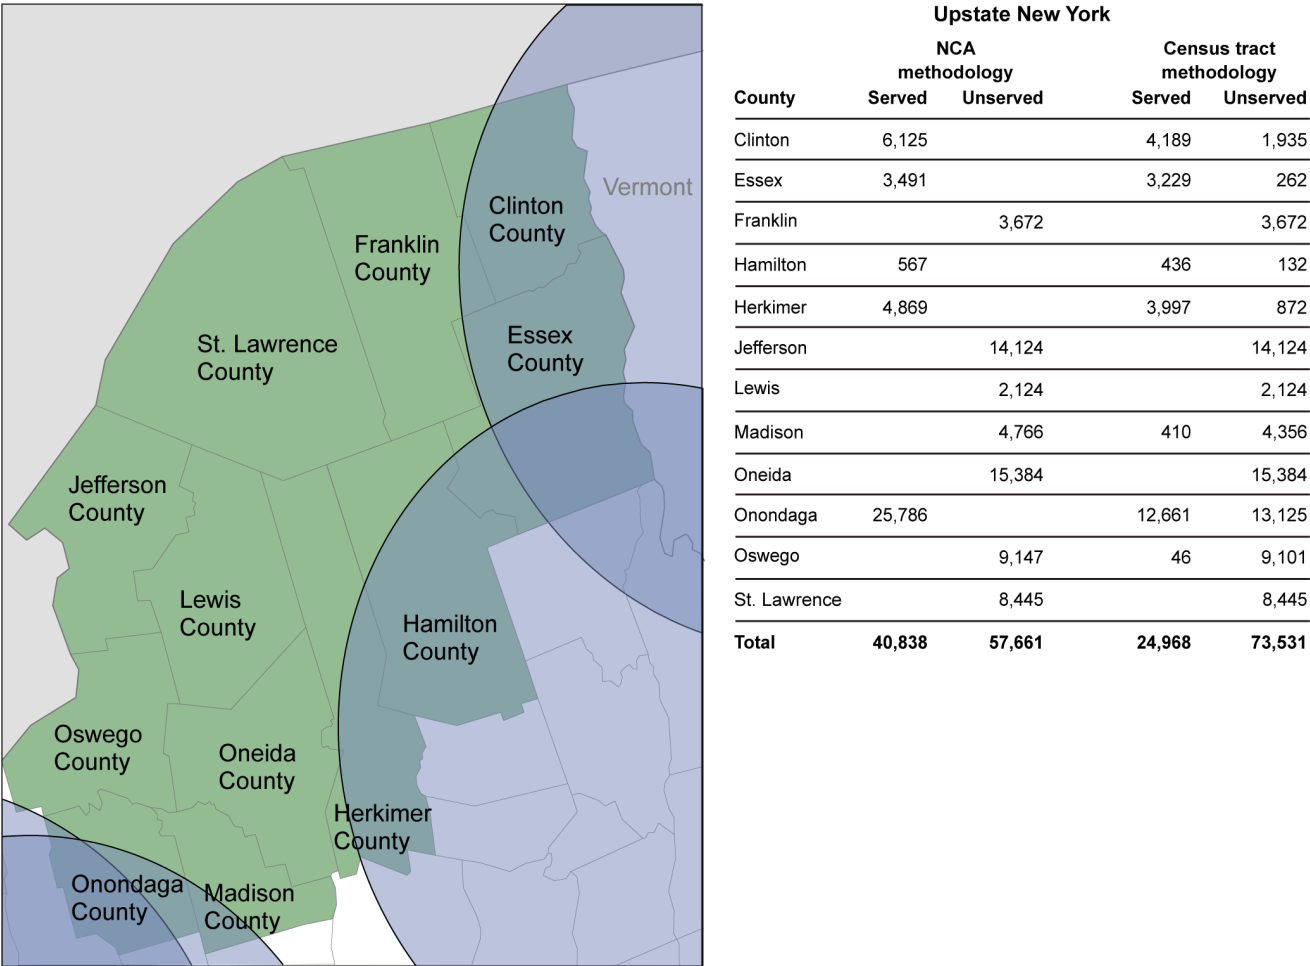 Vermont
Clinton
County
Franklin
County
St. Lawrence
County
Essex
County
Jefferson
County
Lewis
County
Hamilton
County
Oswego
County
Oneida
County
Herkimer
County
Onondaga
County
Madison
County
Upstate New York
NCA Census tract
methodology methodology
County Served Unserved Served Unserved
Clinton 6,125 4,189 1,935
Essex 3,491 3,229 262
Franklin 3,672 3,672
Hamilton 567 436 132
Herkimer 4,869 3,997 872
Jefferson 14,124 14,124
Lewis 2,124 2,124
Madison 4,766 410 4,356
Oneida 15,384 15,384
Onondaga 25,786 12,661 13,125
Oswego 9,147 46 9,101
St. Lawrence 8,445 8,445
Total 40,838 57,661 24,968 73,531